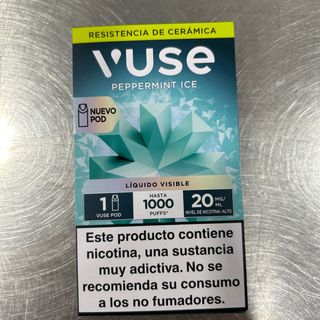 RESISTENCIA DE CERÁMICA
VUSE
PEPPERMINT ICE
NUEVO
POD
LÍQUIDO VISIBLE
1
VUSE POD
HASTA
1000
PUFFS*
20 MG/
ML
NIVEL DE NICOTINA: ALTO
Este producto contiene
nicotina, una sustancia
muy adictiva. No se
recomienda su consumo
a los no fumadores.